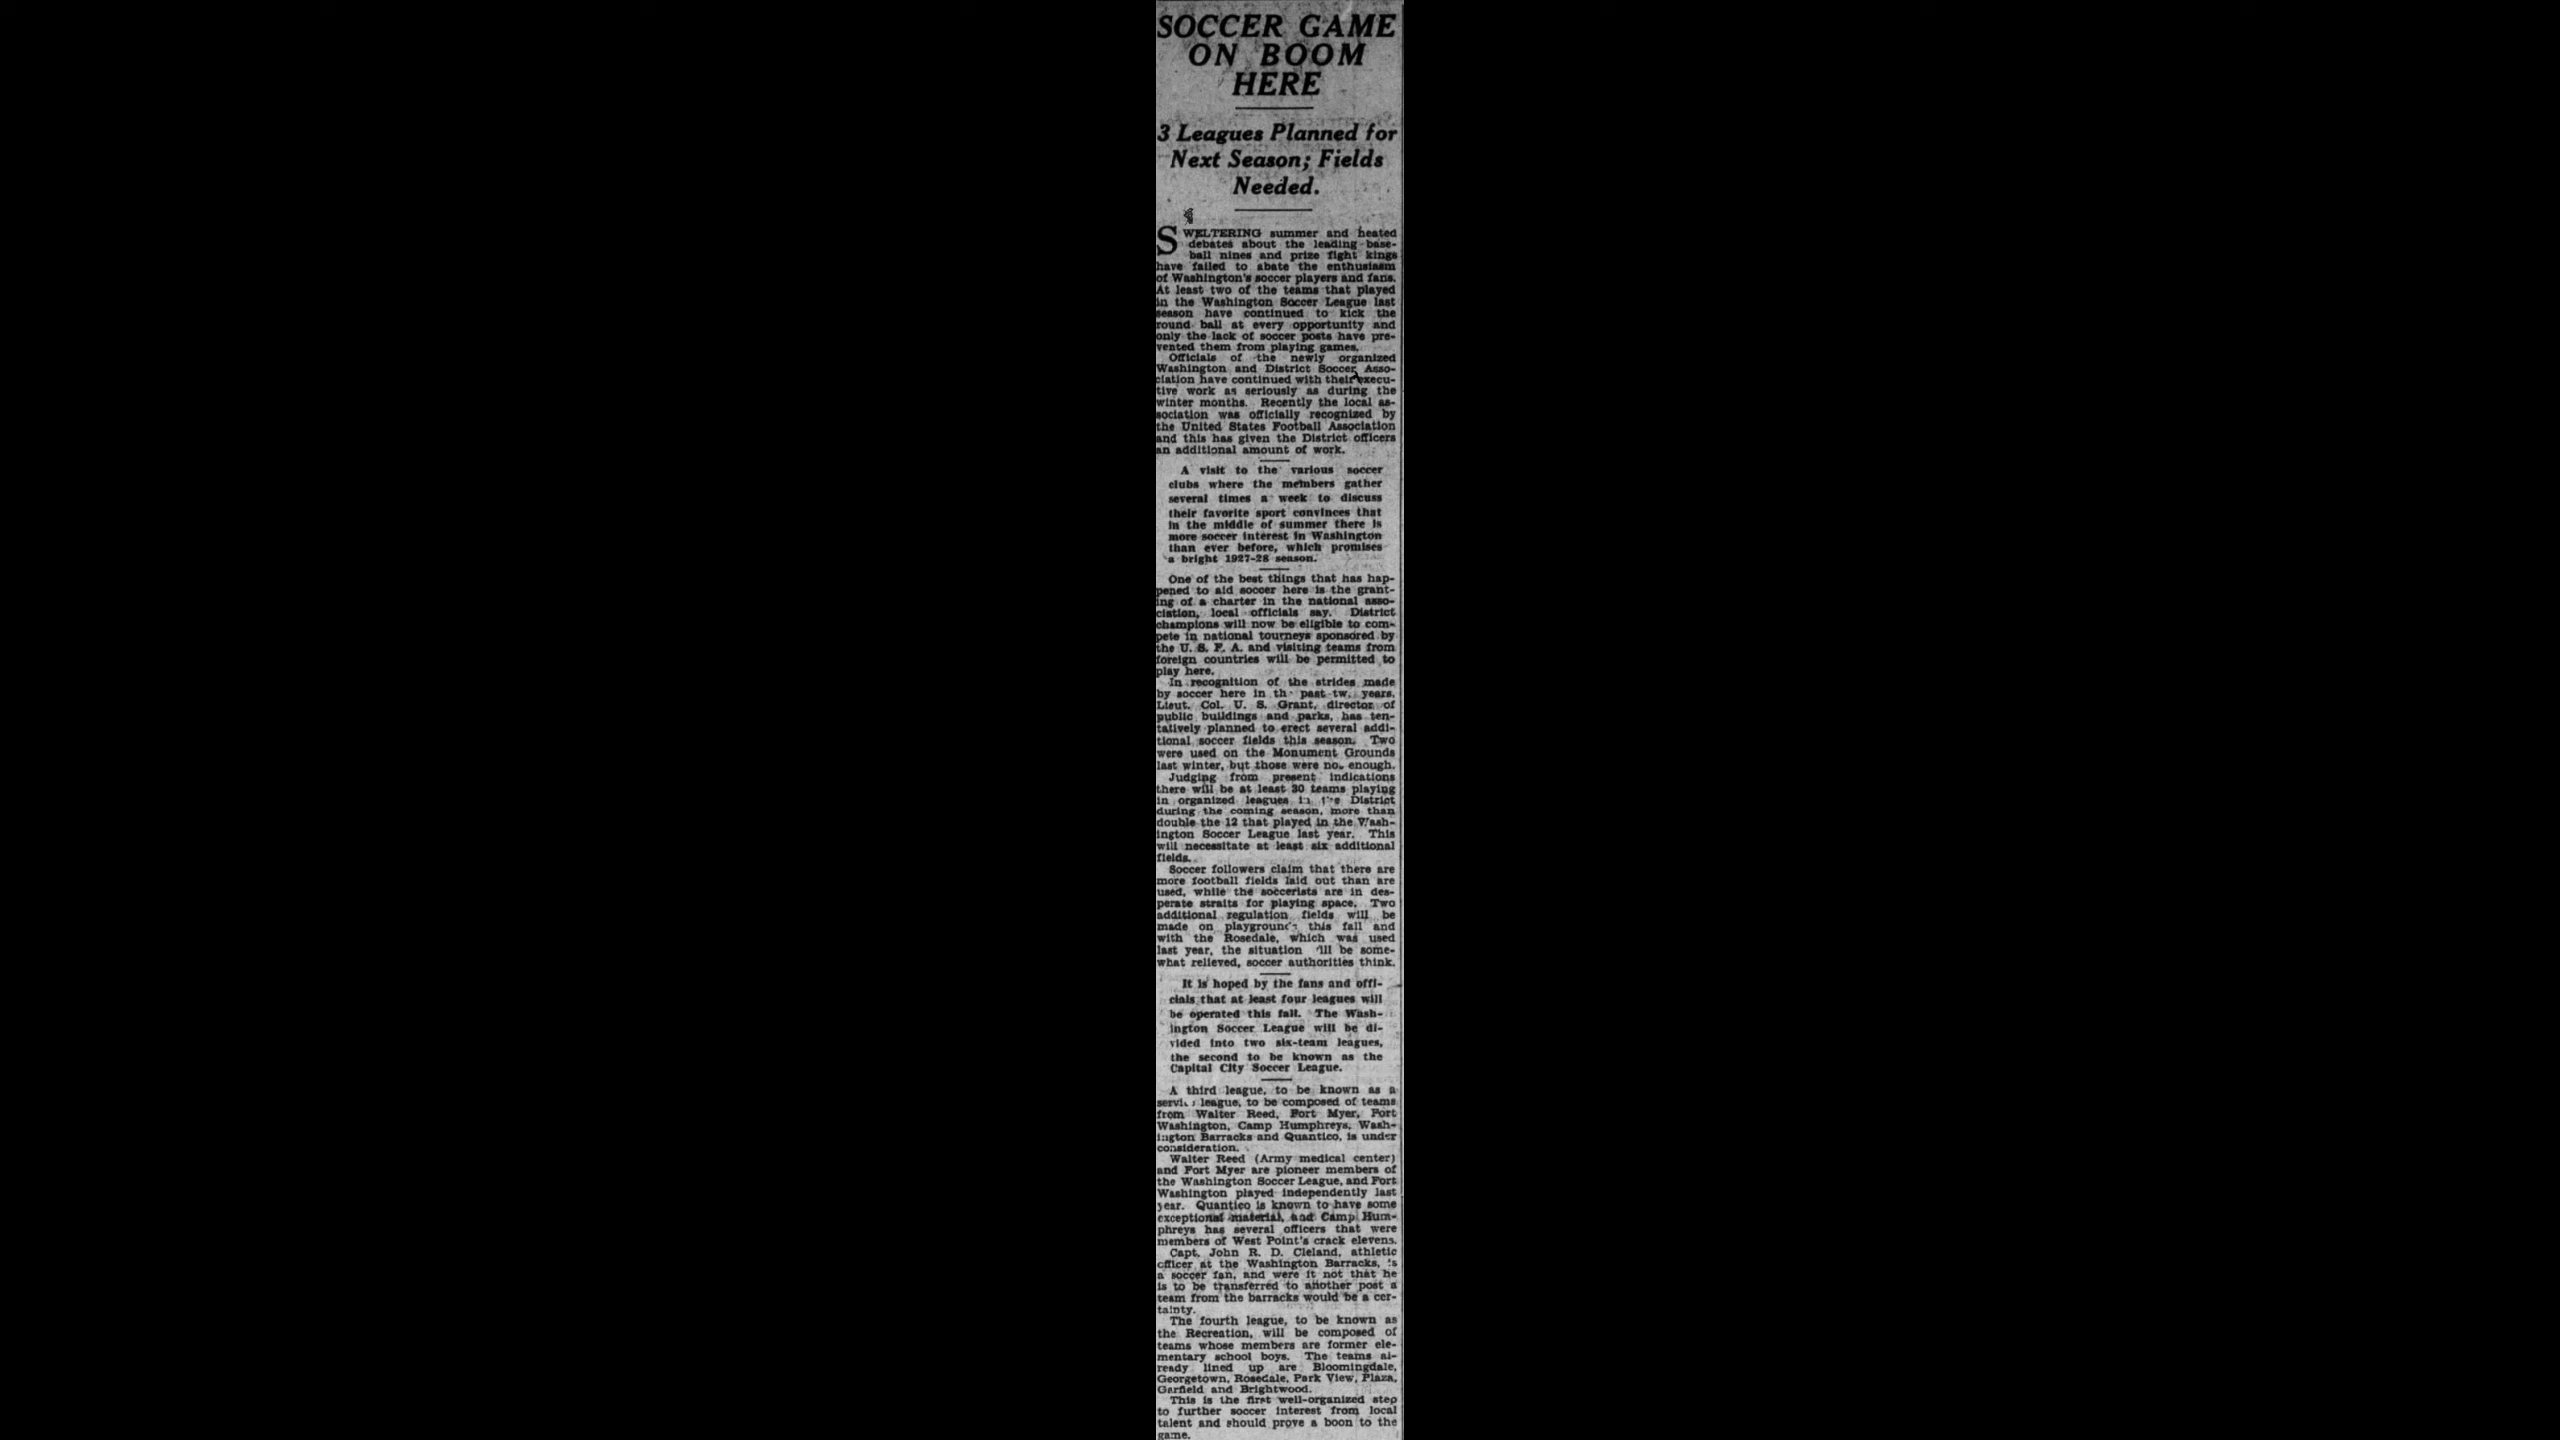 SOCCER GAME
ON BOOM
HERE
3 Leagues Planned for
Next Season; Fields
Needed.
SWELTERING summer and heated
debates about the leading base-
ball nines and prize fight kings
have failed to abate the enthusiasm
of Washington's soccer players and fans.
At least two of the teams that played
in the Washington Soccer League last
season have continued to kick the
round ball at every opportunity and
only the lack of soccer posts have pre-
vented them from playing games.
Officials of the newly organized
Washington and District Soccer Asso-
ciation have continued with their execu-
tive work as seriously as during the
winter months. Recently the local as-
sociation was officially recognized by
the United States Football Association
and this has given the District officers
an additional amount of work.
A visit to the various soccer
clubs where the members gather
several times a week to discuss
their favorite sport convinces that
in the middle of summer there is
more soccer interest in Washington
than ever before, which promises
a bright 1927-28 season.
One of the best things that has hap-
pened to aid soccer here is the grant-
ing of a charter in the national asso-
ciation, local officials say. District
champions will now be eligible to com-
pete in national tourneys sponsored by
the U. S. F. A. and visiting teams from
foreign countries will be permitted to
play here.
In recognition of the strides made
by soccer here in th past tw. years,
Lieut. Col. U. S. Grant, director of
public buildings and parks, has ten-
tatively planned to erect several addi-
tional soccer fields this season. Two
were used on the Monument Grounds
last winter, but those were no. enough.
Judging from present indications
there will be at least 30 teams playing
in organized leagues in the District
during the coming season, more than
double the 12 that played in the Wash-
ington Soccer League last year. This
will necessitate at least six additional
fields.
Soccer followers claim that there are
more football fields laid out than are
used, while the soccerists are in des-
perate straits for playing space. Two
additional regulation fields will be
made on playgrounds this fall and
with the Rosedale, which was used
last year, the situation 'ill be some-
what relieved, soccer authorities think.
It is hoped by the fans and offi-
cials that at least four leagues will
be operated this fall. The Wash-
ington Soccer League will be di-
vided into two six-team leagues,
the second to be known as the
Capital City Soccer League.
A third league, to be known as a
service league, to be composed of teams
from Walter Reed, Fort Myer, Fort
Washington, Camp Humphreys, Wash-
ington Barracks and Quantico, is under
consideration.
Walter Reed (Army medical center)
and Fort Myer are pioneer members of
the Washington Soccer League, and Fort
Washington played independently last
year. Quantico is known to have some
exceptional material, and Camp Hum-
phreys has several officers that were
members of West Point's crack elevens.
Capt. John R. D. Cleland, athletic
officer at the Washington Barracks, is
a soccer fan, and were it not that he
is to be transferred to another post a
team from the barracks would be a cer-
tainty.
The fourth league, to be known as
the Recreation, will be composed of
teams whose members are former ele-
mentary school boys. The teams al-
ready lined up are Bloomingdale,
Georgetown, Rosedale, Park View, Plaza,
Garfield and Brightwood.
This is the first well-organized step
to further soccer interest from local
talent and should prove a boon to the
game.